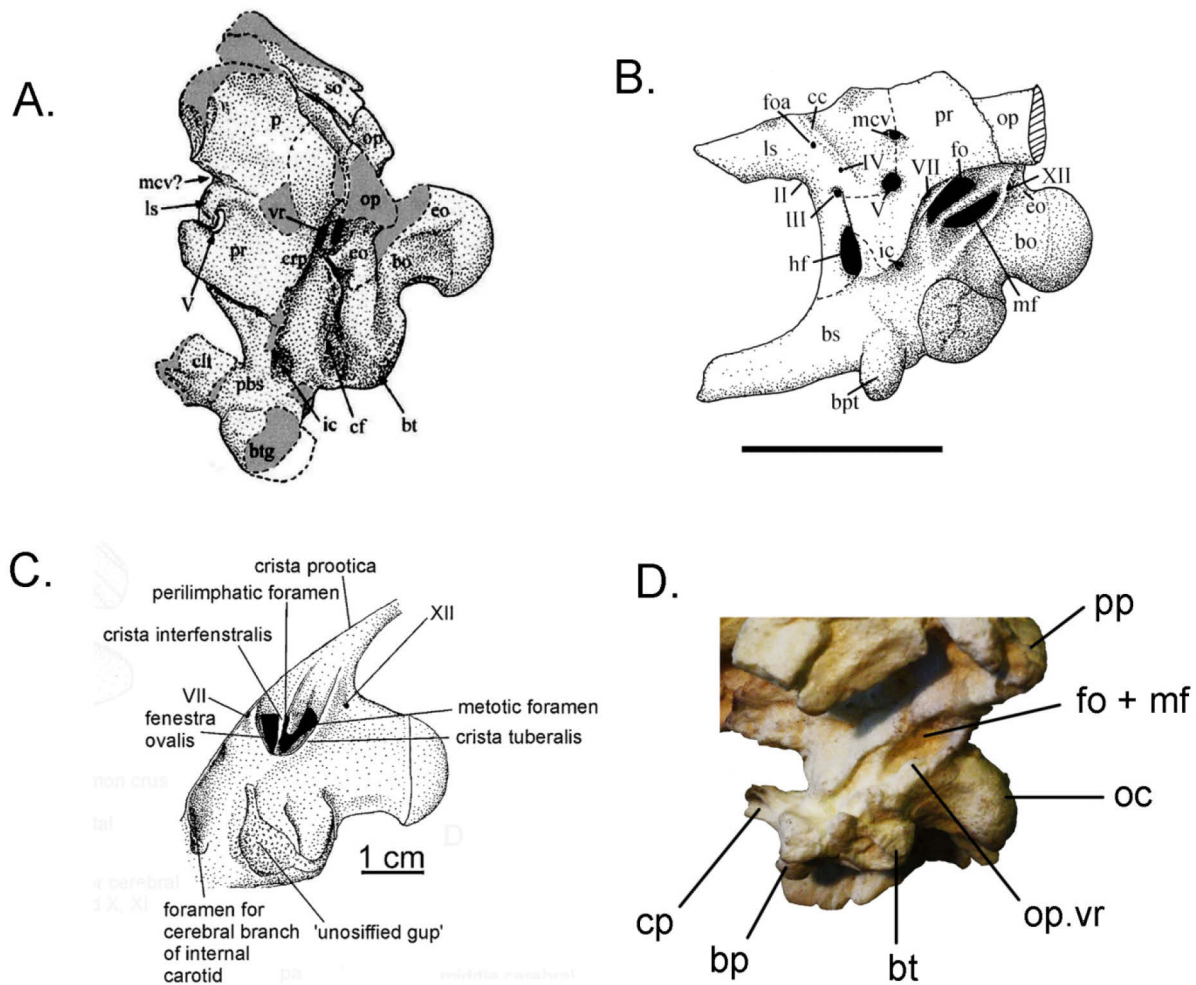 A.
so
p
op
mcv?
ls
vr
op
eo
pr
crp
eo
bo
V
clt
pbs
ic
cf
bt
btg
B.
cc
foa
mcv
pr
op
ls
IV
VII
fo
XII
II
III
V
eo
bo
hf
ic
mf
bs
bpt
C.
crista prootica
perilimphatic foramen
XII
crista interfenstralis
VII
fenestra
ovalis
metotic foramen
crista tuberalis
1 cm
foramen for
cerebral branch
of internal
carotid
'unosiffied gup'
non crus
D
pa
D.
pp
fo + mf
oc
cp
bp
bt
op.vr